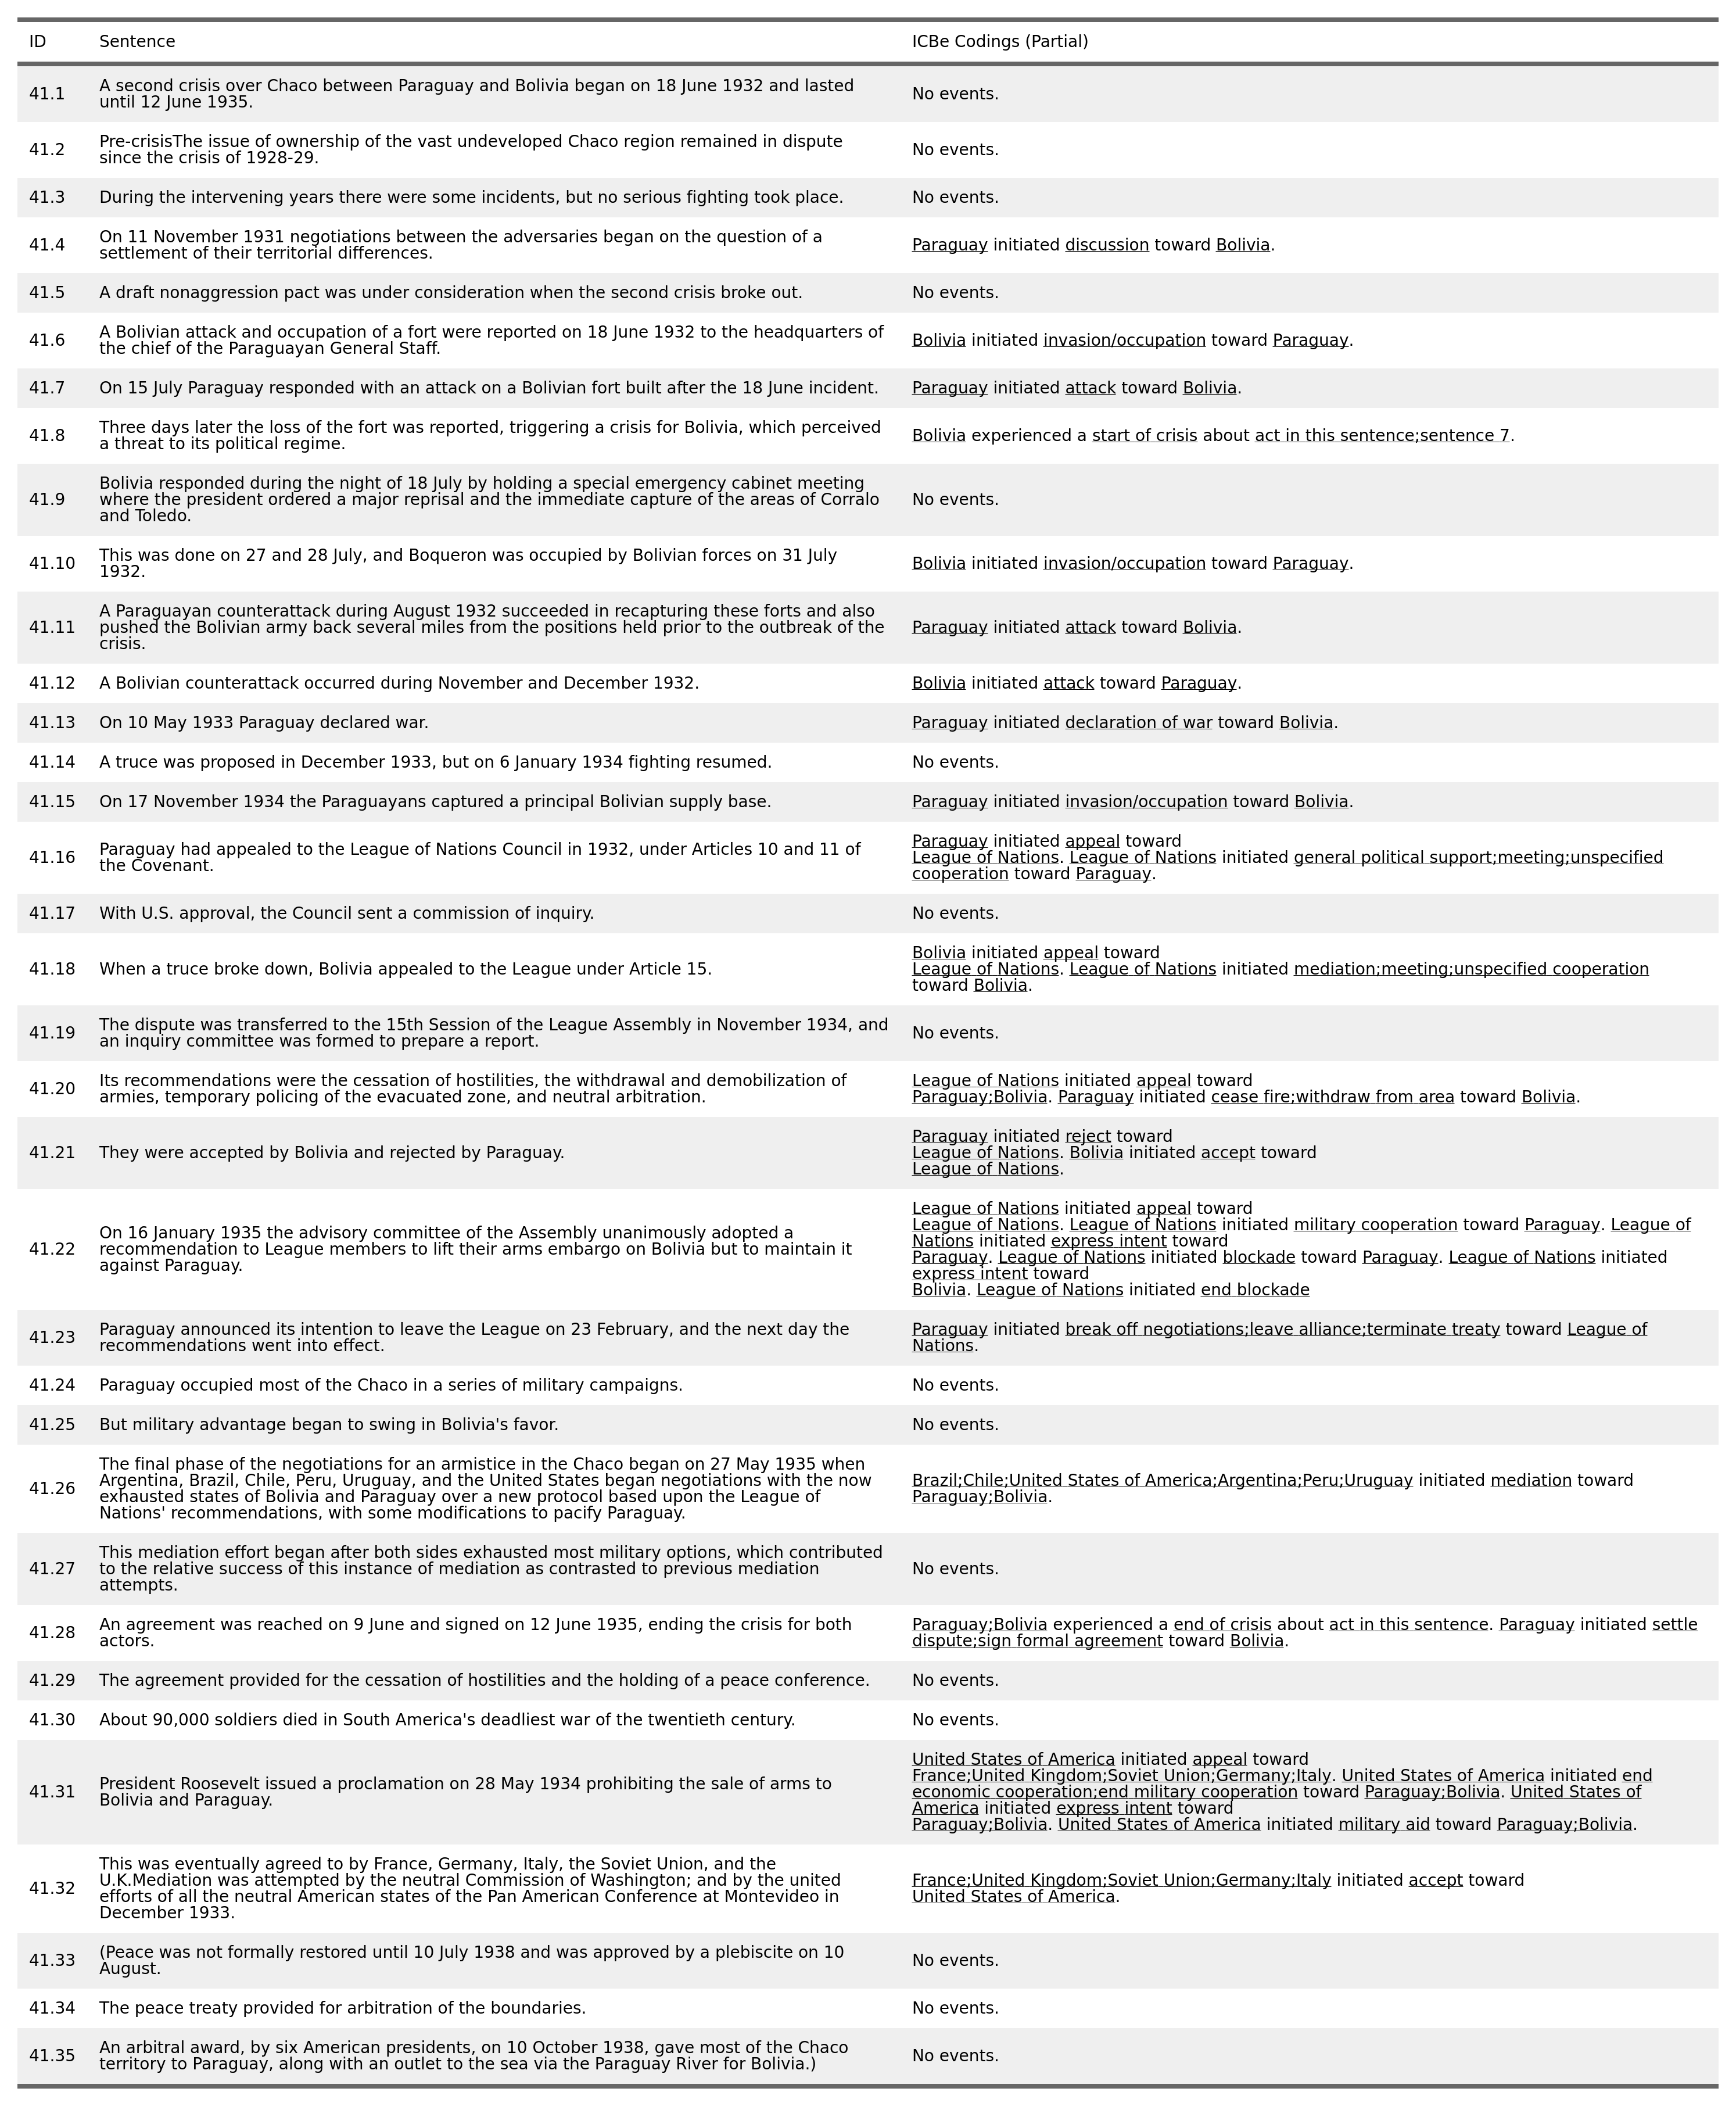 ID Sentence ICBe Codings (Partial)
41.1 A second crisis over Chaco between Paraguay and Bolivia began on 18 June 1932 and lasted
until 12 June 1935.
No events.
41.2 Pre-crisisThe issue of ownership of the vast undeveloped Chaco region remained in dispute
since the crisis of 1928-29.
No events.
41.3 During the intervening years there were some incidents, but no serious fighting took place.
No events.
41.4 On 11 November 1931 negotiations between the adversaries began on the question of a
settlement of their territorial differences.
Paraguay initiated discussion toward Bolivia.
41.5 A draft nonaggression pact was under consideration when the second crisis broke out.
No events.
41.6 A Bolivian attack and occupation of a fort were reported on 18 June 1932 to the headquarters of
the chief of the Paraguayan General Staff.
Bolivia initiated invasion/occupation toward Paraguay.
41.7 On 15 July Paraguay responded with an attack on a Bolivian fort built after the 18 June incident.
Paraguay initiated attack toward Bolivia.
41.8 Three days later the loss of the fort was reported, triggering a crisis for Bolivia, which perceived
a threat to its political regime.
Bolivia experienced a start of crisis about act in this sentence;sentence 7.
41.9 Bolivia responded during the night of 18 July by holding a special emergency cabinet meeting
where the president ordered a major reprisal and the immediate capture of the areas of Corralo
and Toledo.
No events.
41.10 This was done on 27 and 28 July, and Boqueron was occupied by Bolivian forces on 31 July
1932.
Bolivia initiated invasion/occupation toward Paraguay.
41.11 A Paraguayan counterattack during August 1932 succeeded in recapturing these forts and also
pushed the Bolivian army back several miles from the positions held prior to the outbreak of the
crisis.
Paraguay initiated attack toward Bolivia.
41.12 A Bolivian counterattack occurred during November and December 1932.
Bolivia initiated attack toward Paraguay.
41.13 On 10 May 1933 Paraguay declared war.
Paraguay initiated declaration of war toward Bolivia.
41.14 A truce was proposed in December 1933, but on 6 January 1934 fighting resumed.
No events.
41.15 On 17 November 1934 the Paraguayans captured a principal Bolivian supply base.
Paraguay initiated invasion/occupation toward Bolivia.
41.16 Paraguay had appealed to the League of Nations Council in 1932, under Articles 10 and 11 of
the Covenant.
Paraguay initiated appeal toward
League of Nations. League of Nations initiated general political support;meeting;unspecified
cooperation toward Paraguay.
41.17 With U.S. approval, the Council sent a commission of inquiry.
No events.
41.18 When a truce broke down, Bolivia appealed to the League under Article 15.
Bolivia initiated appeal toward
League of Nations. League of Nations initiated mediation;meeting;unspecified cooperation
toward Bolivia.
41.19 The dispute was transferred to the 15th Session of the League Assembly in November 1934, and
an inquiry committee was formed to prepare a report.
No events.
41.20 Its recommendations were the cessation of hostilities, the withdrawal and demobilization of
armies, temporary policing of the evacuated zone, and neutral arbitration.
League of Nations initiated appeal toward
Paraguay;Bolivia. Paraguay initiated cease fire;withdraw from area toward Bolivia.
41.21 They were accepted by Bolivia and rejected by Paraguay.
Paraguay initiated reject toward
League of Nations. Bolivia initiated accept toward
League of Nations.
41.22 On 16 January 1935 the advisory committee of the Assembly unanimously adopted a
recommendation to League members to lift their arms embargo on Bolivia but to maintain it
against Paraguay.
League of Nations initiated appeal toward
League of Nations. League of Nations initiated military cooperation toward Paraguay. League of
Nations initiated express intent toward
Paraguay. League of Nations initiated blockade toward Paraguay. League of Nations initiated
express intent toward
Bolivia. League of Nations initiated end blockade
41.23 Paraguay announced its intention to leave the League on 23 February, and the next day the
recommendations went into effect.
Paraguay initiated break off negotiations;leave alliance;terminate treaty toward League of
Nations.
41.24 Paraguay occupied most of the Chaco in a series of military campaigns.
No events.
41.25 But military advantage began to swing in Bolivia's favor.
No events.
41.26 The final phase of the negotiations for an armistice in the Chaco began on 27 May 1935 when
Argentina, Brazil, Chile, Peru, Uruguay, and the United States began negotiations with the now
exhausted states of Bolivia and Paraguay over a new protocol based upon the League of
Nations' recommendations, with some modifications to pacify Paraguay.
Brazil;Chile;United States of America;Argentina;Peru;Uruguay initiated mediation toward
Paraguay;Bolivia.
41.27 This mediation effort began after both sides exhausted most military options, which contributed
to the relative success of this instance of mediation as contrasted to previous mediation
attempts.
No events.
41.28 An agreement was reached on 9 June and signed on 12 June 1935, ending the crisis for both
actors.
Paraguay;Bolivia experienced a end of crisis about act in this sentence. Paraguay initiated settle
dispute;sign formal agreement toward Bolivia.
41.29 The agreement provided for the cessation of hostilities and the holding of a peace conference.
No events.
41.30 About 90,000 soldiers died in South America's deadliest war of the twentieth century.
No events.
41.31 President Roosevelt issued a proclamation on 28 May 1934 prohibiting the sale of arms to
Bolivia and Paraguay.
United States of America initiated appeal toward
France;United Kingdom;Soviet Union;Germany;Italy. United States of America initiated end
economic cooperation;end military cooperation toward Paraguay;Bolivia. United States of
America initiated express intent toward
Paraguay;Bolivia. United States of America initiated military aid toward Paraguay;Bolivia.
41.32 This was eventually agreed to by France, Germany, Italy, the Soviet Union, and the
U.K.Mediation was attempted by the neutral Commission of Washington; and by the united
efforts of all the neutral American states of the Pan American Conference at Montevideo in
December 1933.
France;United Kingdom;Soviet Union;Germany;Italy initiated accept toward
United States of America.
41.33 (Peace was not formally restored until 10 July 1938 and was approved by a plebiscite on 10
August.
No events.
41.34 The peace treaty provided for arbitration of the boundaries.
No events.
41.35 An arbitral award, by six American presidents, on 10 October 1938, gave most of the Chaco
territory to Paraguay, along with an outlet to the sea via the Paraguay River for Bolivia.)
No events.